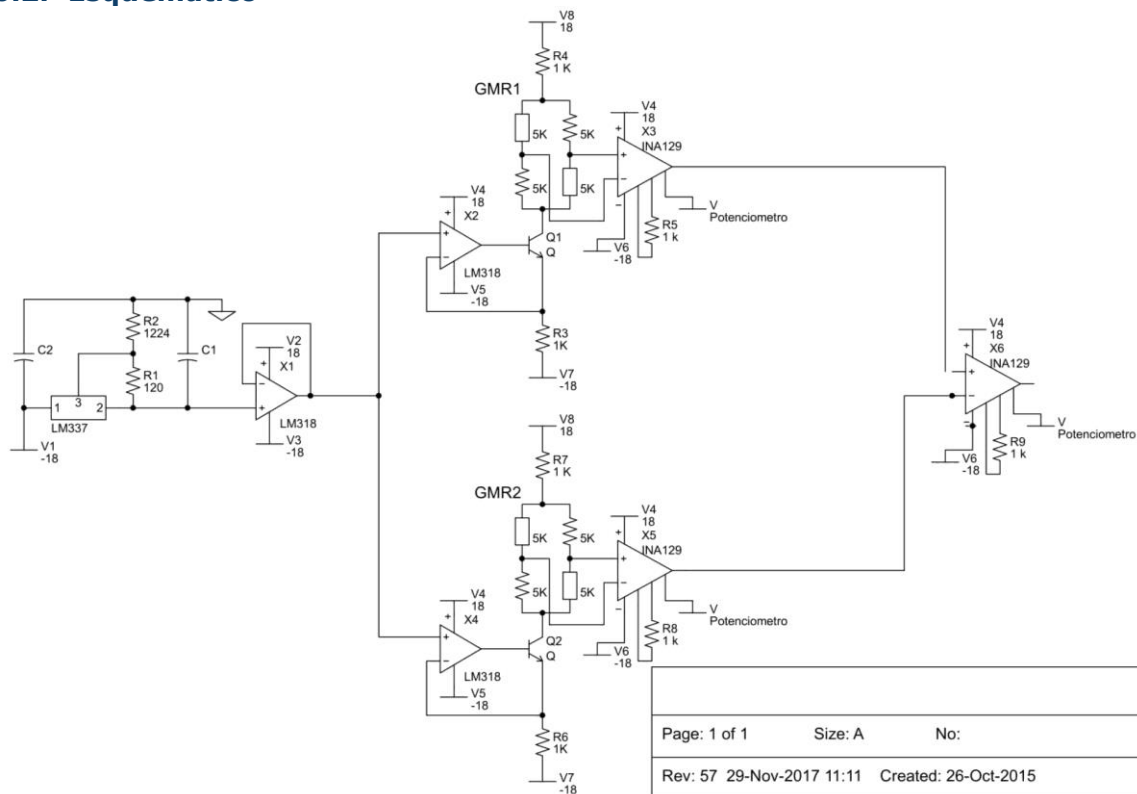 V8
18
R4
1 K
GMR1
5K
5K
5K
5K
V4
18
X3
INA129
+
−
+
−
V
Potenciometro
R5
1 k
V6
-18
V4
18
X2
+
+
−
LM318
V5
-18
Q1
Q
R3
1K
V7
-18
C2
R2
1224
R1
120
C1
1
3
2
LM337
V1
-18
V2
18
X1
+
−
+
LM318
V3
-18
V4
18
X6
INA129
+
+
−
−
V
Potenciometro
R9
1 k
V6
-18
V8
18
R7
1 K
GMR2
5K
5K
5K
5K
V4
18
X5
INA129
+
+
−
−
V
Potenciometro
R8
1 k
V6
-18
V4
18
X4
+
+
−
LM318
V5
-18
Q2
Q
R6
1K
V7
-18
Page: 1 of 1 Size: A No:
Rev: 57 29-Nov-2017 11:11 Created: 26-Oct-2015